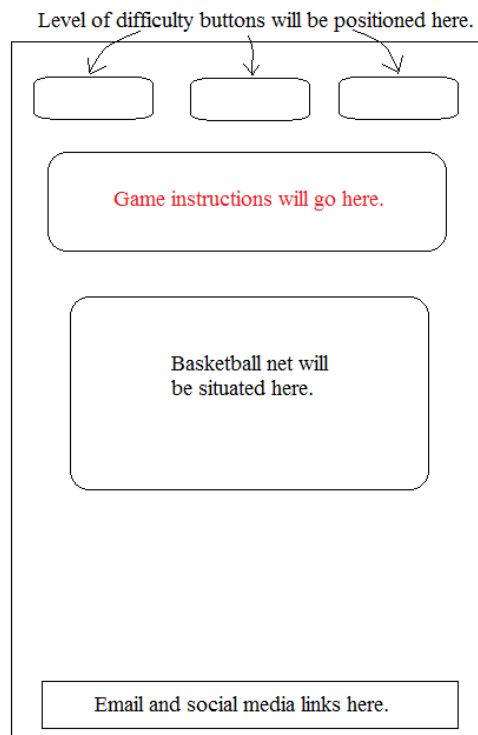 Level of difficulty buttons will be positioned here.
Game instructions will go here.
Basketball net will
be situated here.
Email and social media links here.